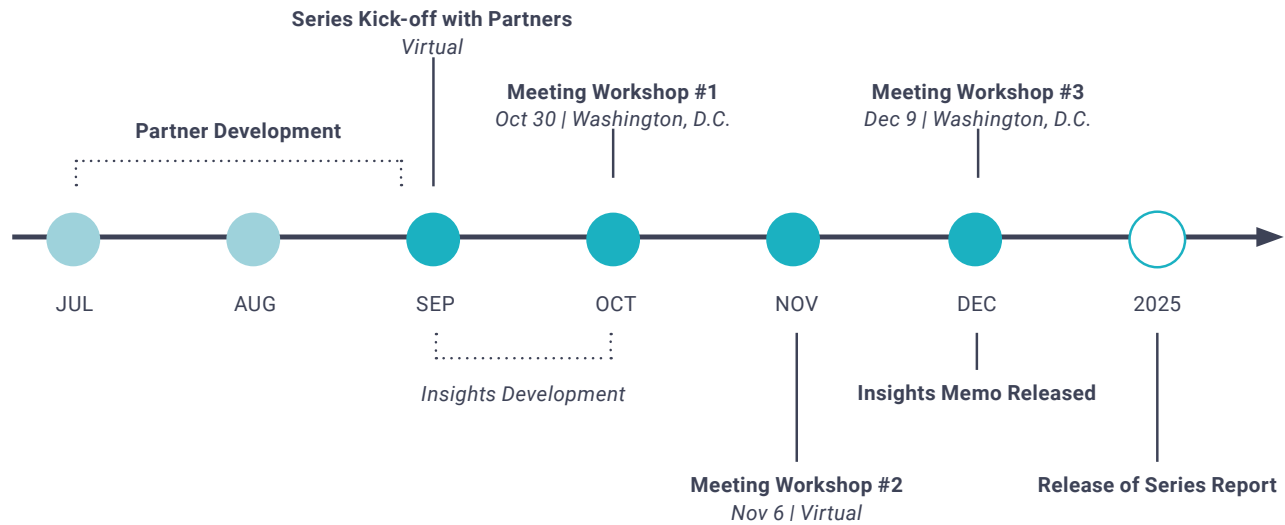 Series Kick-off with Partners
Virtual
Meeting Workshop #1
Oct 30 | Washington, D.C.
Meeting Workshop #3
Dec 9 | Washington, D.C.
Partner Development
JUL
AUG
SEP
OCT
NOV
DEC
2025
Insights Development
Insights Memo Released
Meeting Workshop #2
Nov 6 | Virtual
Release of Series Report